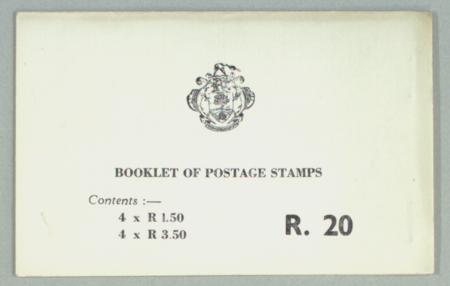 BOOKLET OF POSTAGE STAMPS
Contents :—
4 x R 1.50
4 x R 3.50
R. 20